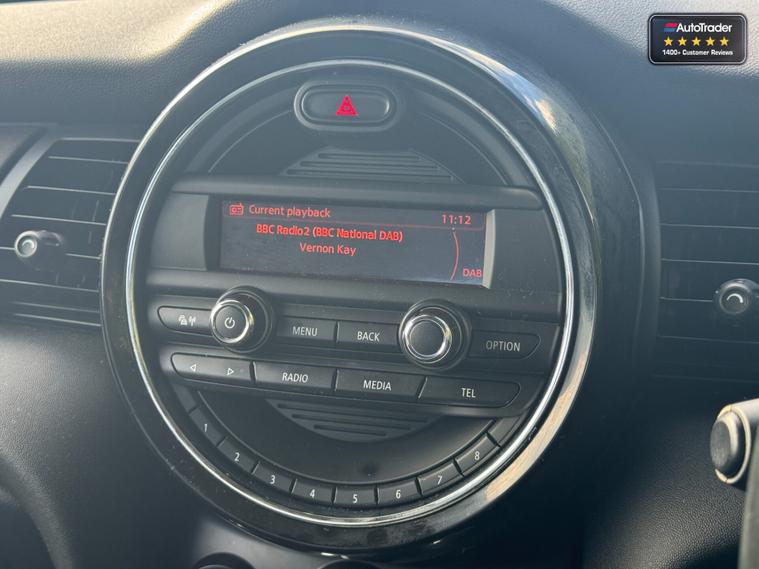 AutoTrader
1400+ Customer Reviews
Current playback 11:12
BBC Radio2 (BBC National DAB)
Vernon Kay
DAB
MENU BACK OPTION
RADIO MEDIA TEL
1 2 3 4 5 6 7 8